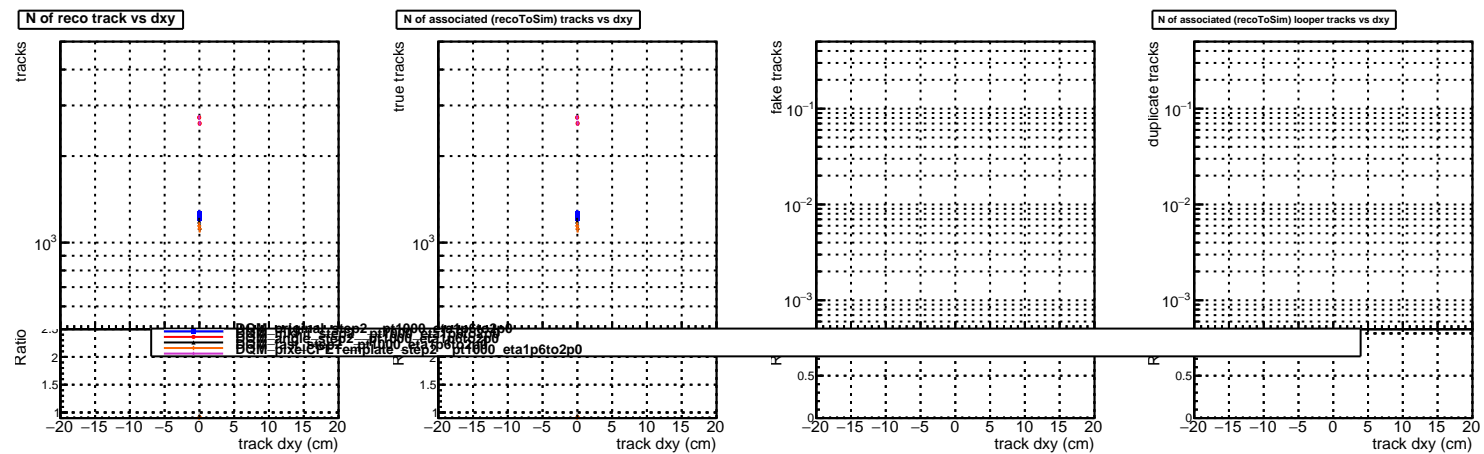 N of reco track vs dxy
N of associated (recoToSim) tracks vs dxy
N of associated (recoToSim) looper tracks vs dxy
tracks
10³
Ratio
2
1.5
1
−20 −15 −10 −5 0 5 10 15 20
track dxy (cm)
true tracks
10³
−20 −15 −10 −5 0 5 10 15 20
track dxy (cm)
fake tracks
10⁻¹
10⁻²
10⁻³
0.5
0
−20 −15 −10 −5 0 5 10 15 20
track dxy (cm)
duplicate tracks
10⁻¹
10⁻²
10⁻³
0.5
0
−20 −15 −10 −5 0 5 10 15 20
track dxy (cm)
DQM_pixelCPETemplate_step2__pt1000_eta1p6to2p0